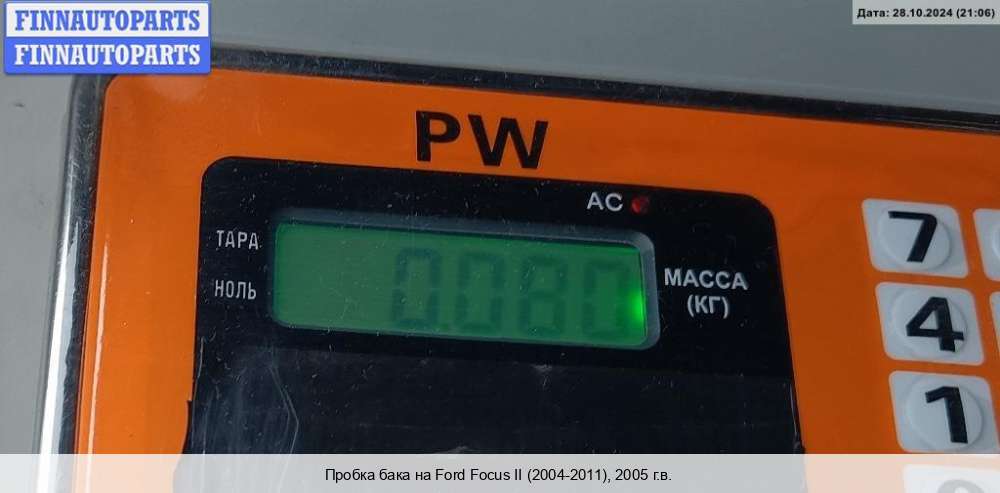 FINNAUTOPARTS
FINNAUTOPARTS
Дата: 28.10.2024 (21:06)
PW
AC
ТАРА
НОЛЬ
0.080
МАССА
(КГ)
7
4
1
Пробка бака на Ford Focus II (2004-2011), 2005 г.в.